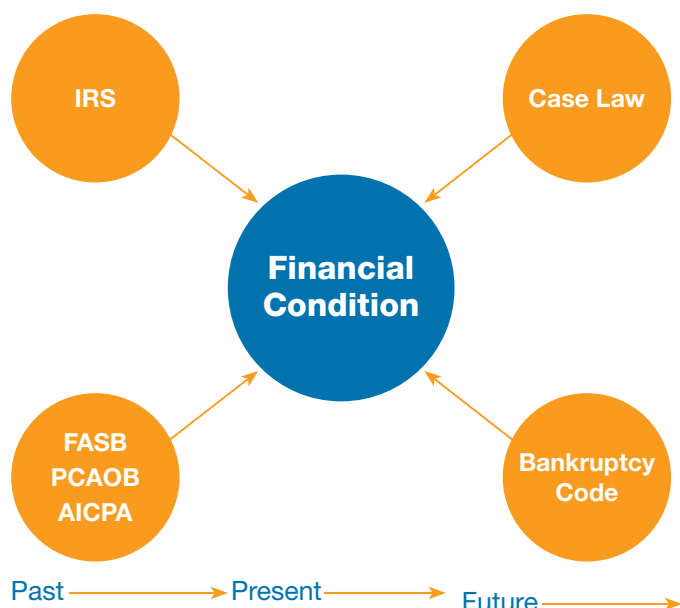 IRS
Case Law
Financial
Condition
FASB
PCAOB
AICPA
Bankruptcy
Code
Past
Present
Future